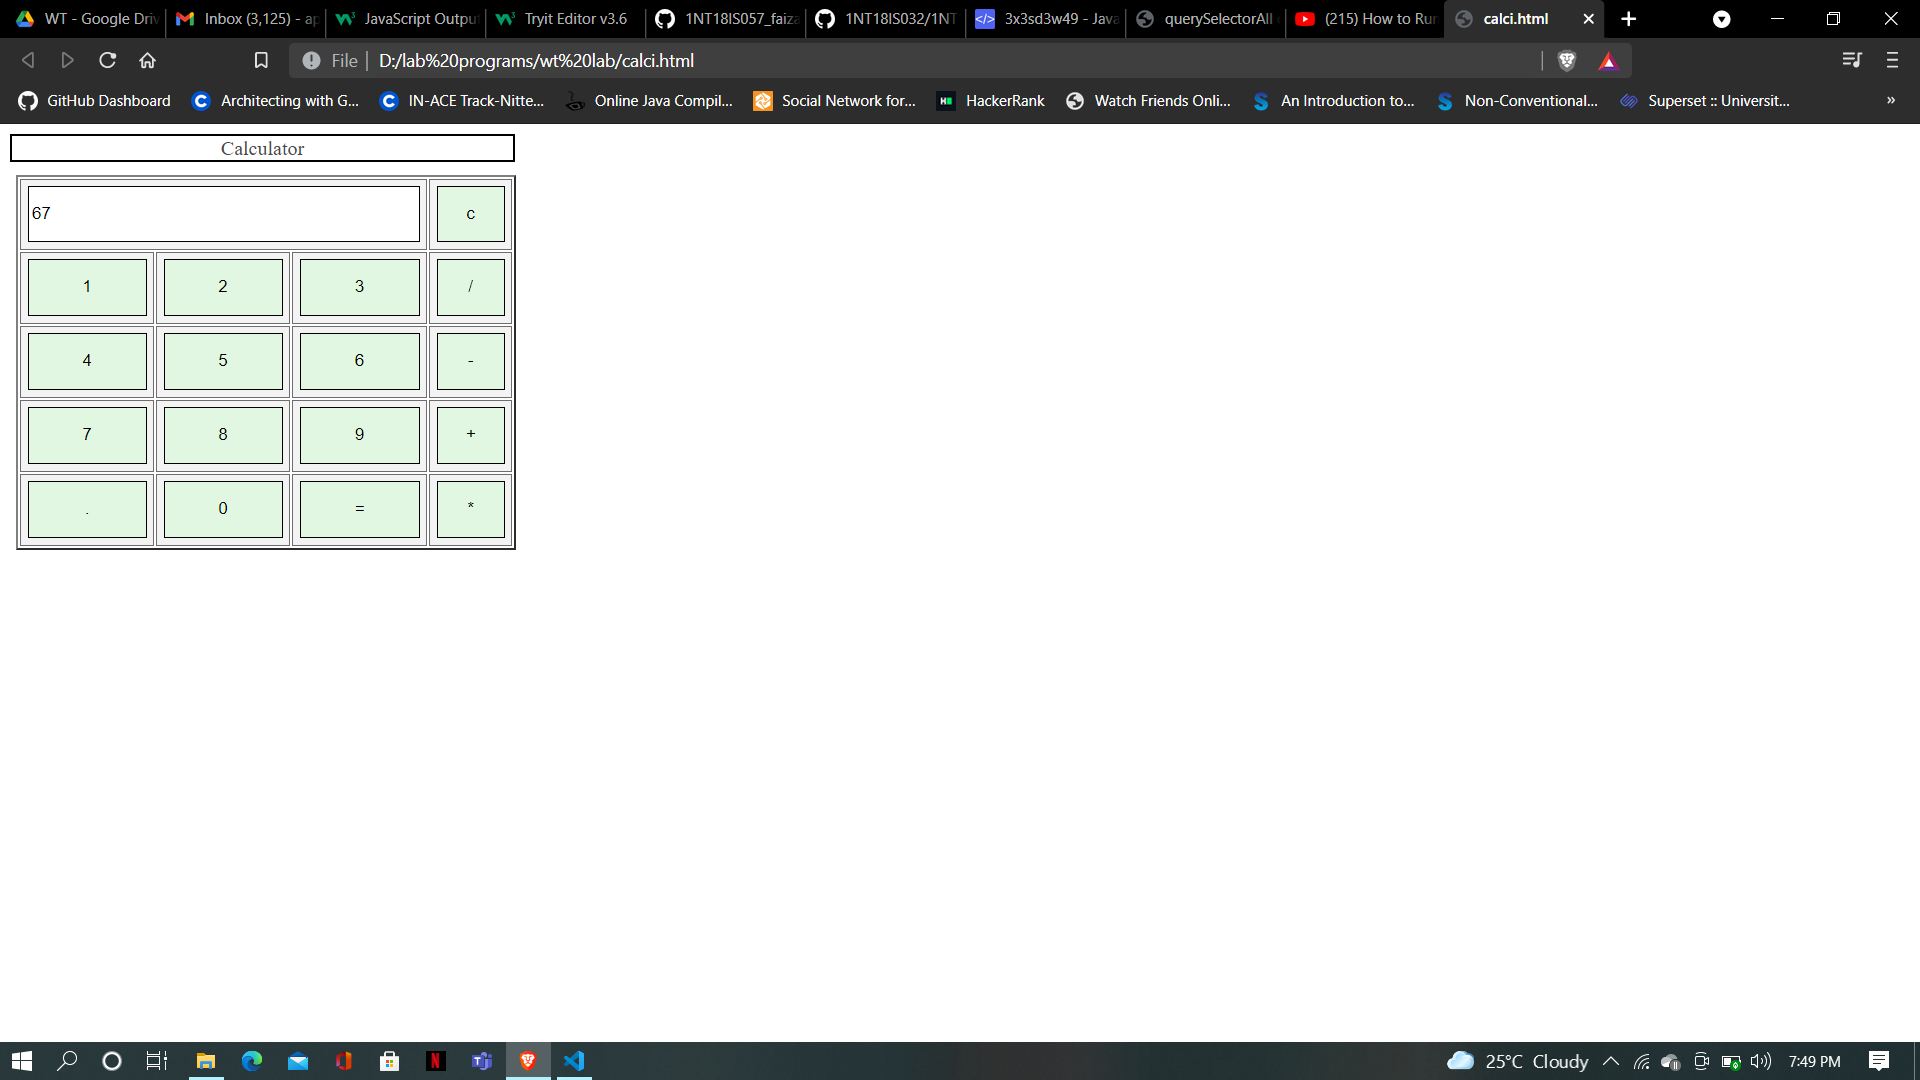 WT - Google Driv
Inbox (3,125) - ap
JavaScript Outpu
Tryit Editor v3.6
1NT18IS057_faiza
1NT18IS032/1NT
3x3sd3w49 - Java
querySelectorAll
(215) How to Run
calci.html
File
D:/lab%20programs/wt%20lab/calci.html
GitHub Dashboard
Architecting with G...
IN-ACE Track-Nitte...
Online Java Compil...
Social Network for...
HackerRank
Watch Friends Onli...
An Introduction to...
Non-Conventional...
Superset :: Universit...
»
Calculator
67 c
1 2 3 /
4 5 6 -
7 8 9 +
. 0 = *
25°C Cloudy
7:49 PM